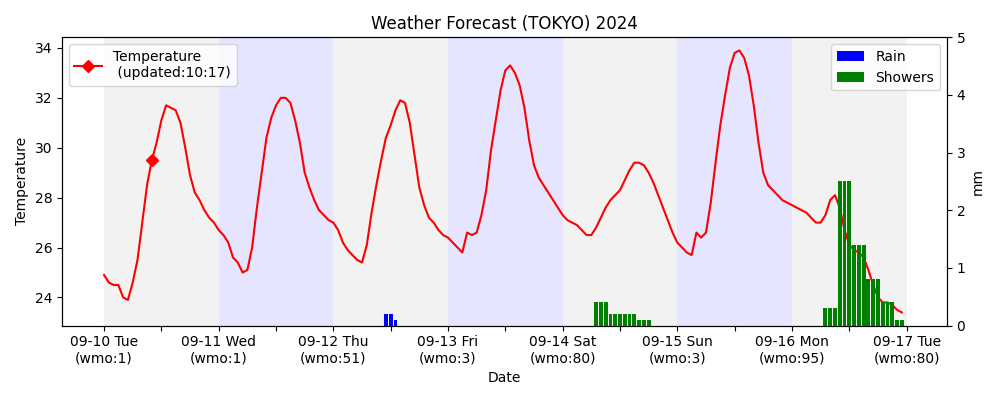 Weather Forecast (TOKYO) 2024
Temperature
(updated:10:17)
Rain
Showers
34
32
30
28
26
24
Temperature
5
4
3
2
1
0
mm
09-10 Tue
(wmo:1)
09-11 Wed
(wmo:1)
09-12 Thu
(wmo:51)
09-13 Fri
(wmo:3)
09-14 Sat
(wmo:80)
09-15 Sun
(wmo:3)
09-16 Mon
(wmo:95)
09-17 Tue
(wmo:80)
Date